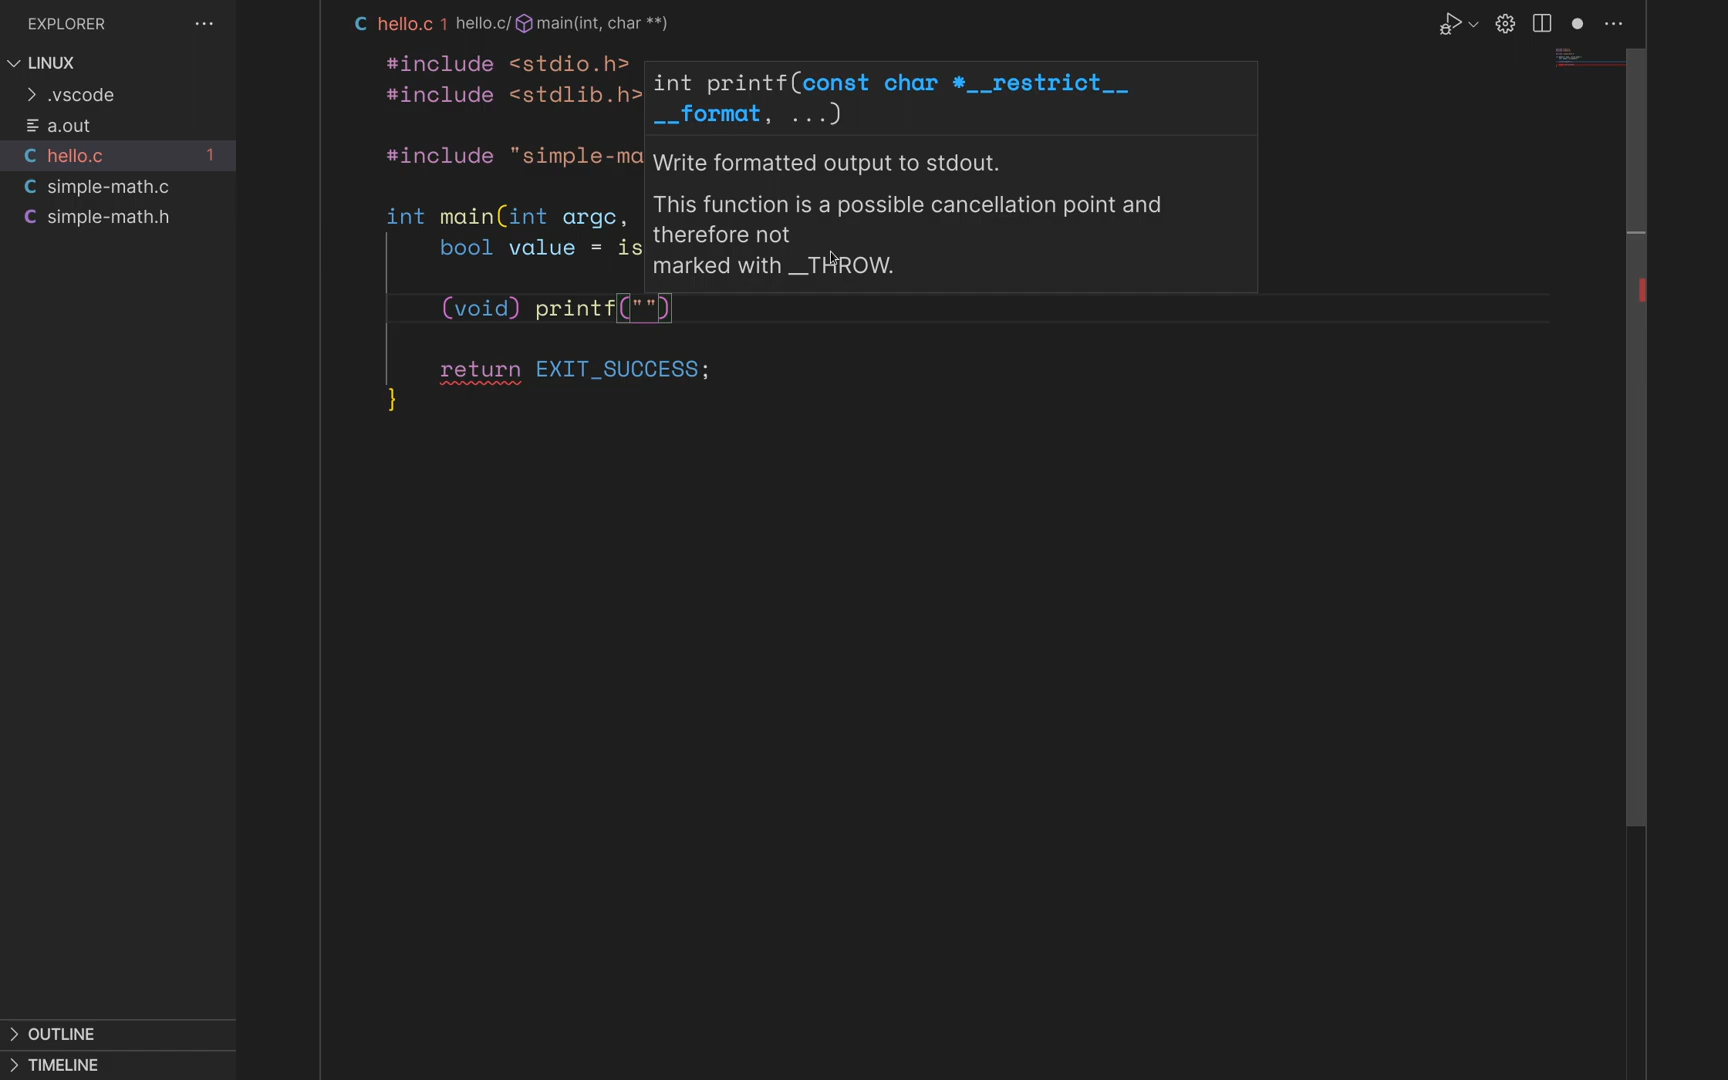 EXPLORER
hello.c 1 hello.c/ main(int, char **)
LINUX
.vscode
a.out
hello.c 1
simple-math.c
simple-math.h
#include <stdio.h>
#include <stdlib.h>
#include "simple-ma
int main(int argc,
bool value = is
(void) printf("")
return EXIT_SUCCESS;
}
int printf(const char *__restrict__
__format, ...)
Write formatted output to stdout.
This function is a possible cancellation point and
therefore not
marked with __THROW.
OUTLINE
TIMELINE